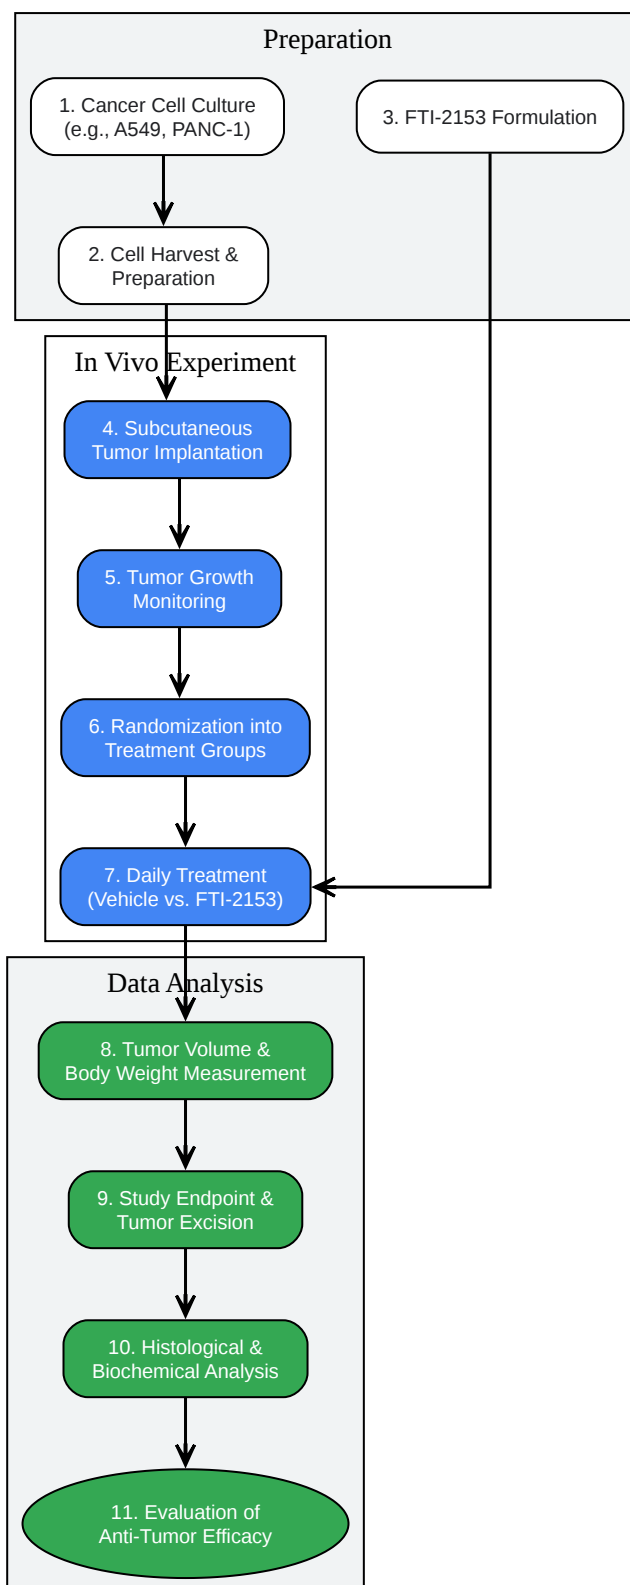 Preparation
1. Cancer Cell Culture
(e.g., A549, PANC-1)
3. FTI-2153 Formulation
2. Cell Harvest &
Preparation
In Vivo Experiment
4. Subcutaneous
Tumor Implantation
5. Tumor Growth
Monitoring
6. Randomization into
Treatment Groups
7. Daily Treatment
(Vehicle vs. FTI-2153)
Data Analysis
8. Tumor Volume &
Body Weight Measurement
9. Study Endpoint &
Tumor Excision
10. Histological &
Biochemical Analysis
11. Evaluation of
Anti-Tumor Efficacy